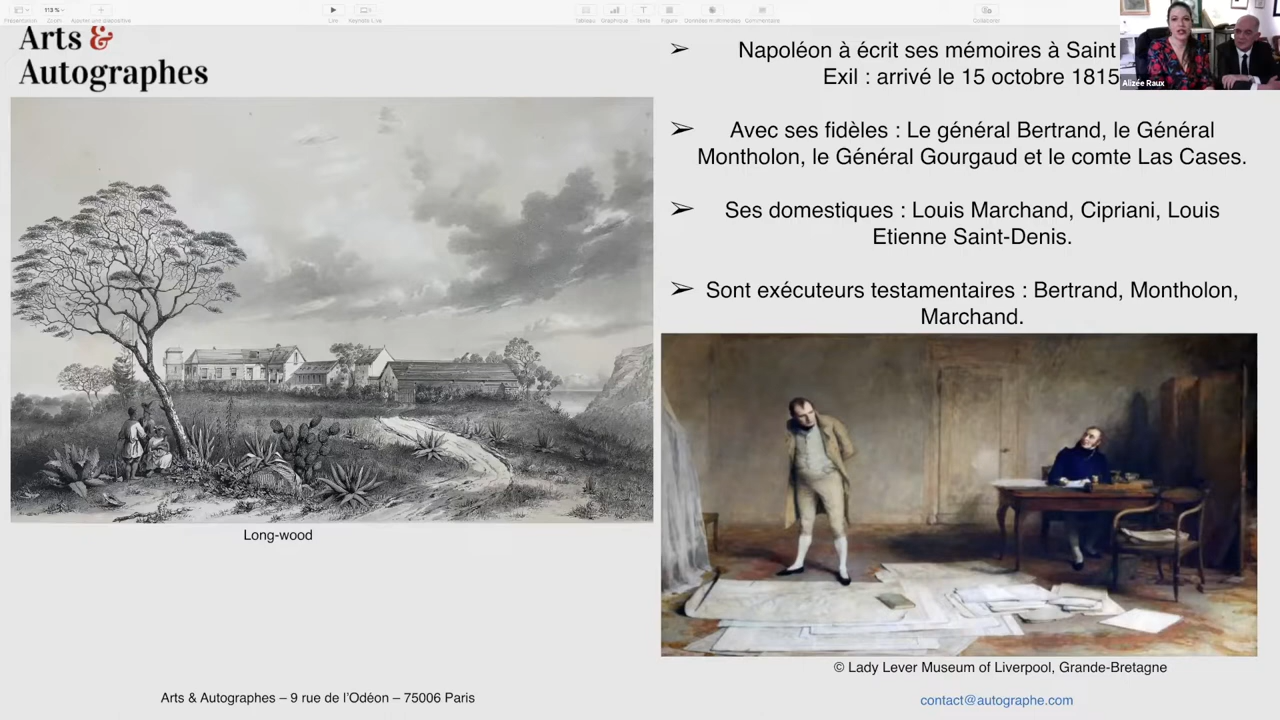 113 %
Arts &
Autographes
➢ Napoléon à écrit ses mémoires à Saint
Exil : arrivé le 15 octobre 1815
Alizée Raux
➢ Avec ses fidèles : Le général Bertrand, le Général
Montholon, le Général Gourgaud et le comte Las Cases.
➢ Ses domestiques : Louis Marchand, Cipriani, Louis
Etienne Saint-Denis.
➢ Sont exécuteurs testamentaires : Bertrand, Montholon,
Marchand.
Long-wood
© Lady Lever Museum of Liverpool, Grande-Bretagne
Arts & Autographes – 9 rue de l'Odéon – 75006 Paris
contact@autographe.com